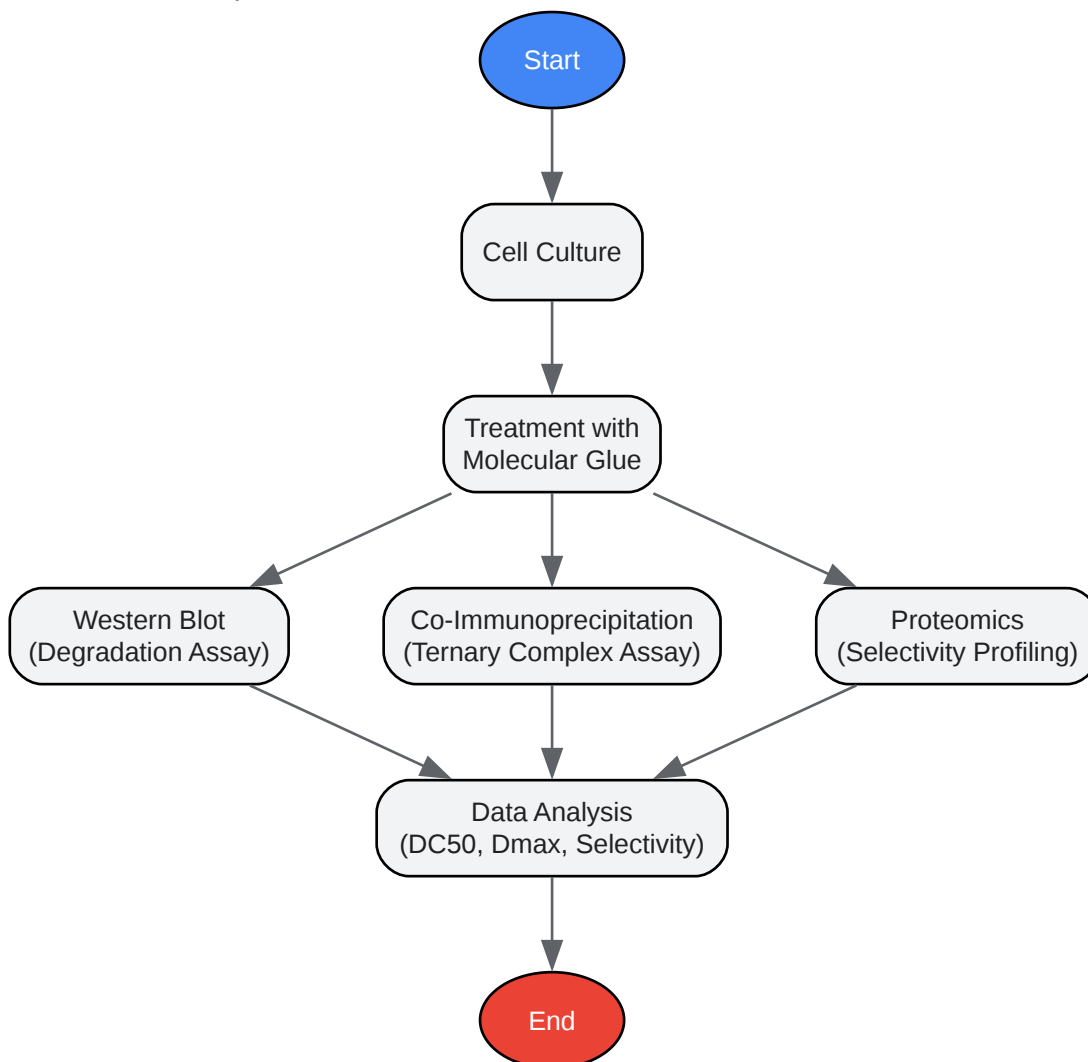 Start
Cell Culture
Treatment with
Molecular Glue
Western Blot
(Degradation Assay)
Co-Immunoprecipitation
(Ternary Complex Assay)
Proteomics
(Selectivity Profiling)
Data Analysis
(DC50, Dmax, Selectivity)
End